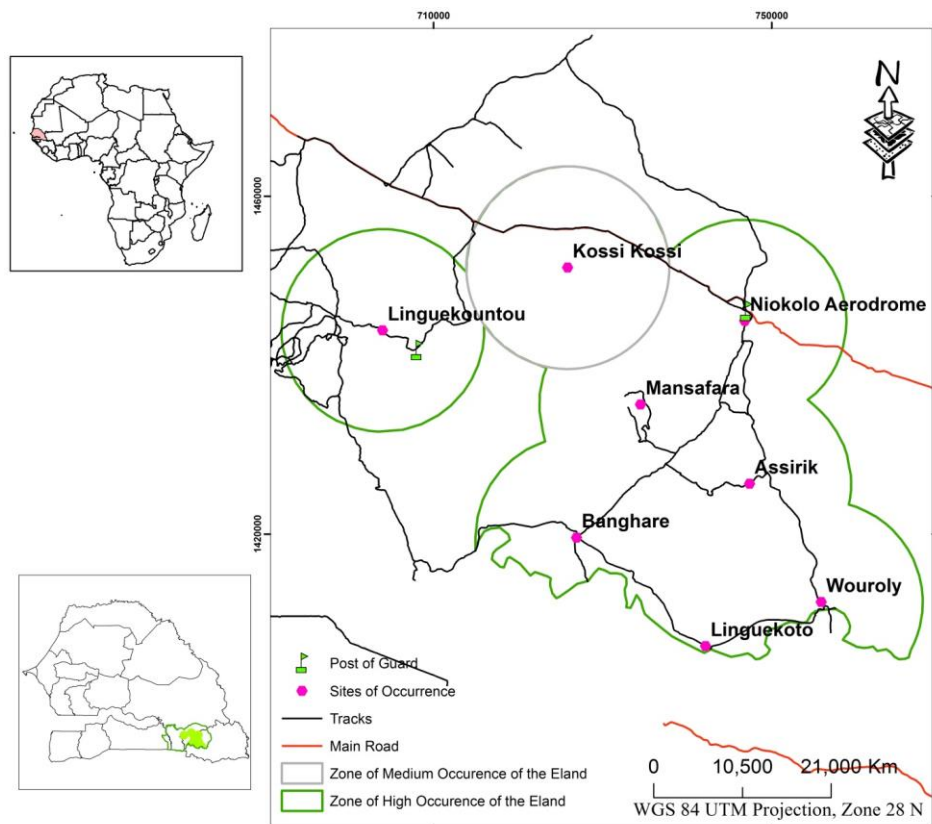 710000
750000
N
1460000
Kossi Kossi
Niokolo Aerodrome
Linguekountou
Mansafara
Assirik
1420000
Banghare
Wouroly
Linguekoto
Post of Guard
Sites of Occurrence
Tracks
Main Road
Zone of Medium Occurence of the Eland
Zone of High Occurence of the Eland
0 10,500 21,000 Km
WGS 84 UTM Projection, Zone 28 N